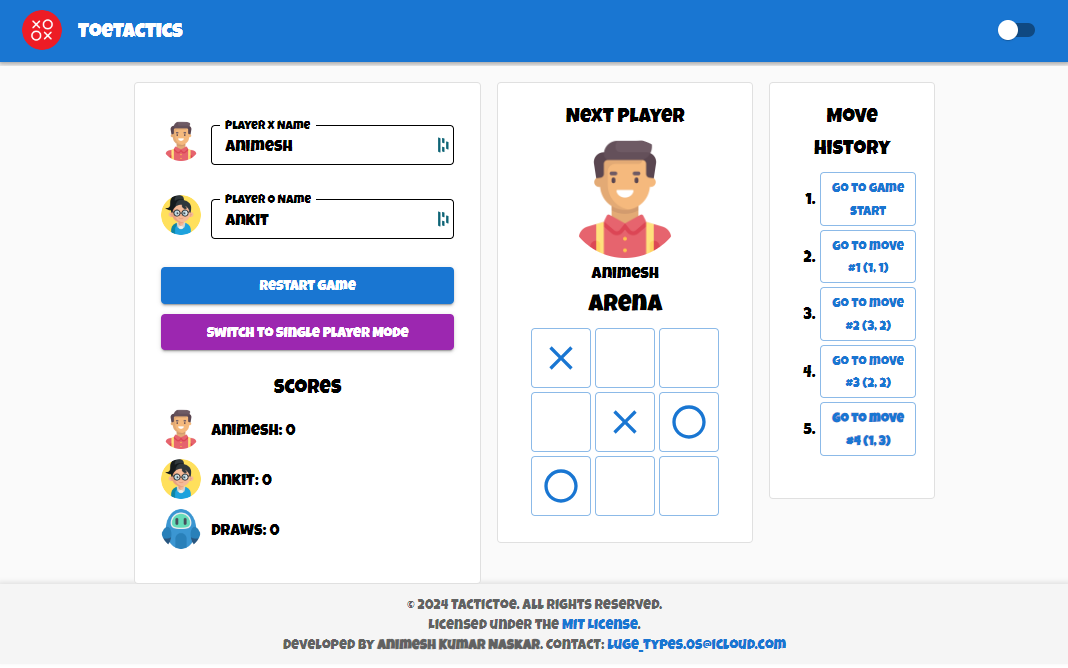 TOETACTICS
PLAYER X NAME
ANIMESH
PLAYER O NAME
ANKIT
RESTART GAME
SWITCH TO SINGLE PLAYER MODE
SCORES
ANIMESH: 0
ANKIT: 0
DRAWS: 0
NEXT PLAYER
ANIMESH
ARENA
MOVE
HISTORY
1. GO TO GAME
START
2. GO TO MOVE
#1 (1, 1)
3. GO TO MOVE
#2 (3, 2)
4. GO TO MOVE
#3 (2, 2)
5. GO TO MOVE
#4 (1, 3)
© 2024 TACTICTOE. ALL RIGHTS RESERVED.
LICENSED UNDER THE MIT LICENSE.
DEVELOPED BY ANIMESH KUMAR NASKAR. CONTACT: LUGE_TYPES.0S@ICLOUD.COM